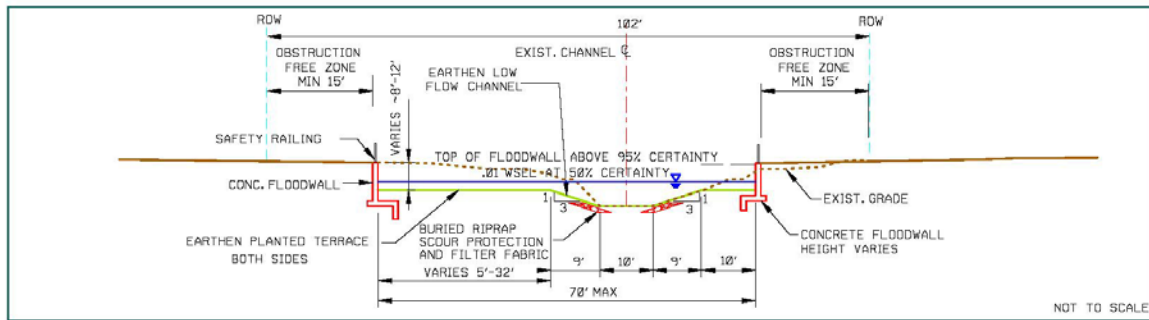 ROW
102'
ROW
OBSTRUCTION
FREE ZONE
MIN 15'
EXIST. CHANNEL ℄
OBSTRUCTION
FREE ZONE
MIN 15'
EARTHEN LOW
FLOW CHANNEL
VARIES ~8'-12'
SAFETY RAILING
TOP OF FLOODWALL ABOVE 95% CERTAINTY
.01 WSEL AT 50% CERTAINTY
CONC. FLOODWALL
1
3
3
1
EXIST. GRADE
EARTHEN PLANTED TERRACE
BOTH SIDES
BURIED RIPRAP
SCOUR PROTECTION
AND FILTER FABRIC
CONCRETE FLOODWALL
HEIGHT VARIES
VARIES 5'-32'
9'
10'
9'
10'
70' MAX
NOT TO SCALE